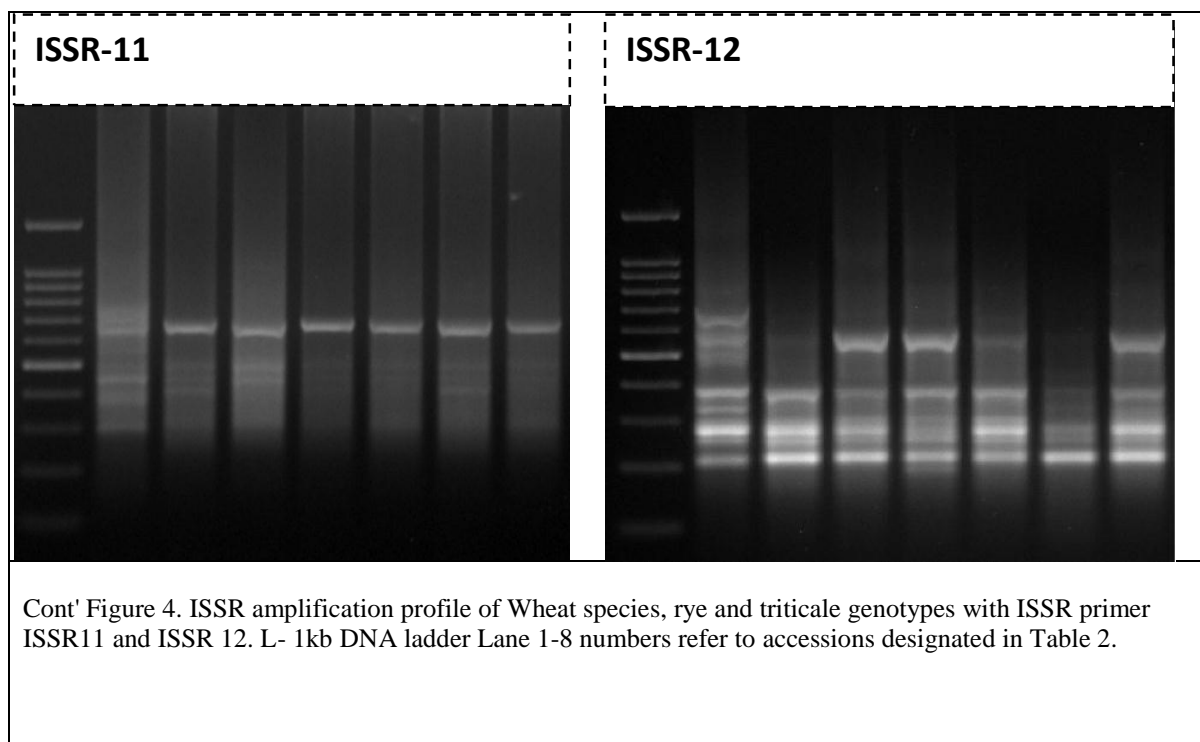 ISSR-11
ISSR-12
Cont' Figure 4. ISSR amplification profile of Wheat species, rye and triticale genotypes with ISSR primer
ISSR11 and ISSR 12. L- 1kb DNA ladder Lane 1-8 numbers refer to accessions designated in Table 2.